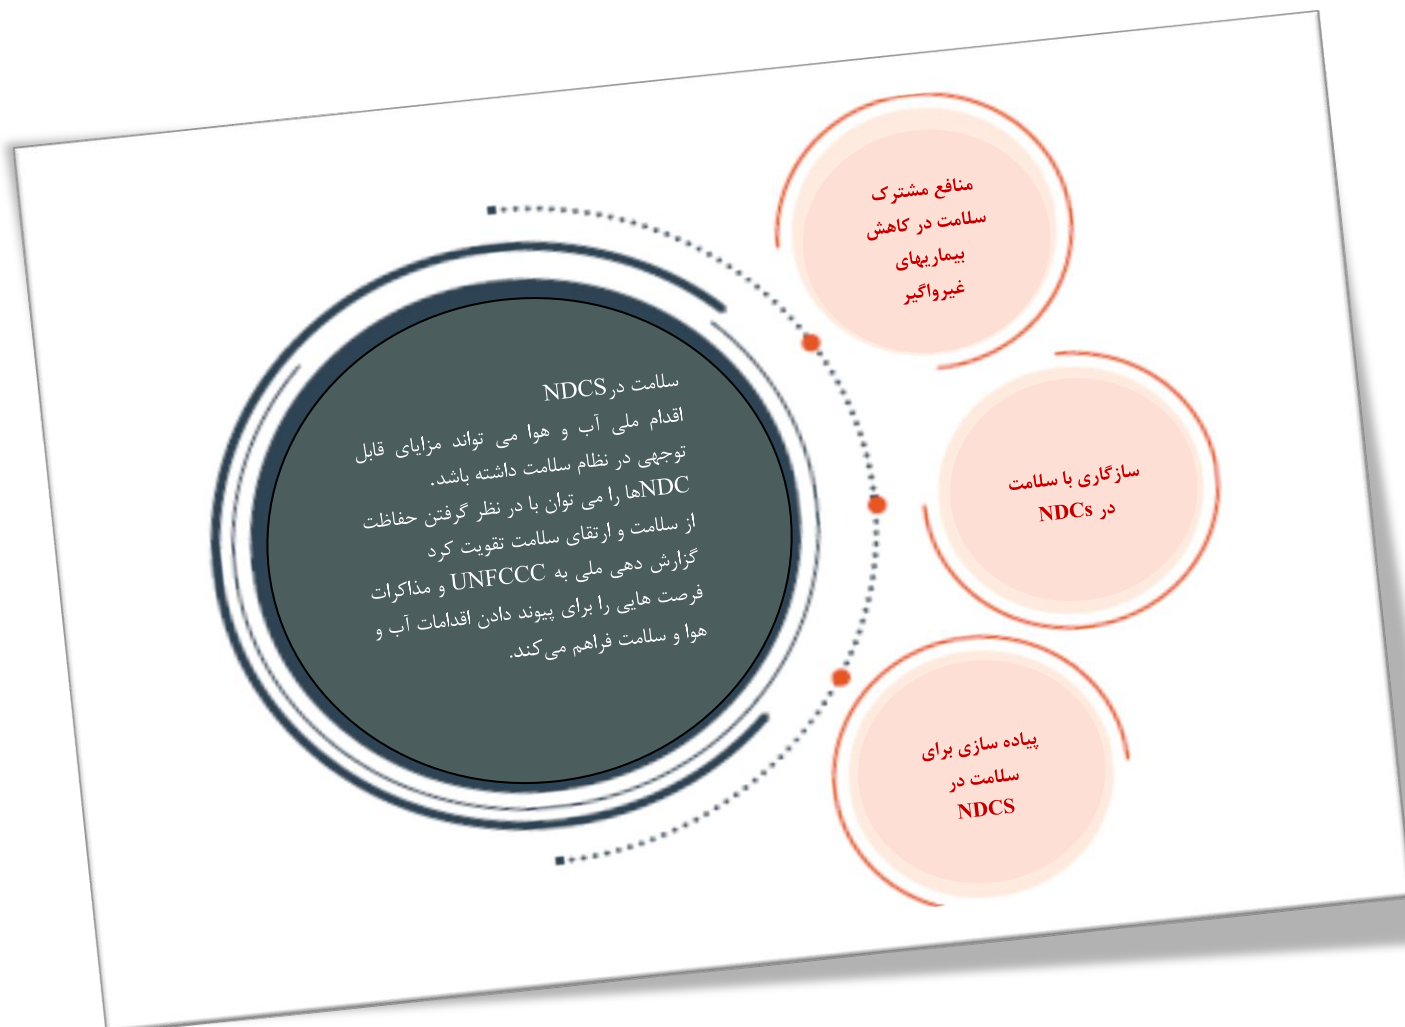 سلامت در NDCS
اقدام ملی آب و هوا می تواند مزایای قابل
توجهی در نظام سلامت داشته باشد.
NDCها را می توان با در نظر گرفتن حفاظت
از سلامت و ارتقای سلامت تقویت کرد
گزارش دهی ملی به UNFCCC و مذاکرات
فرصت هایی را برای پیوند دادن اقدامات آب و
هوا و سلامت فراهم می‌کند.
منافع مشترک
سلامت در کاهش
بیماریهای
غیرواگیر
سازگاری با سلامت
در NDCs
پیاده سازی برای
سلامت در
NDCS